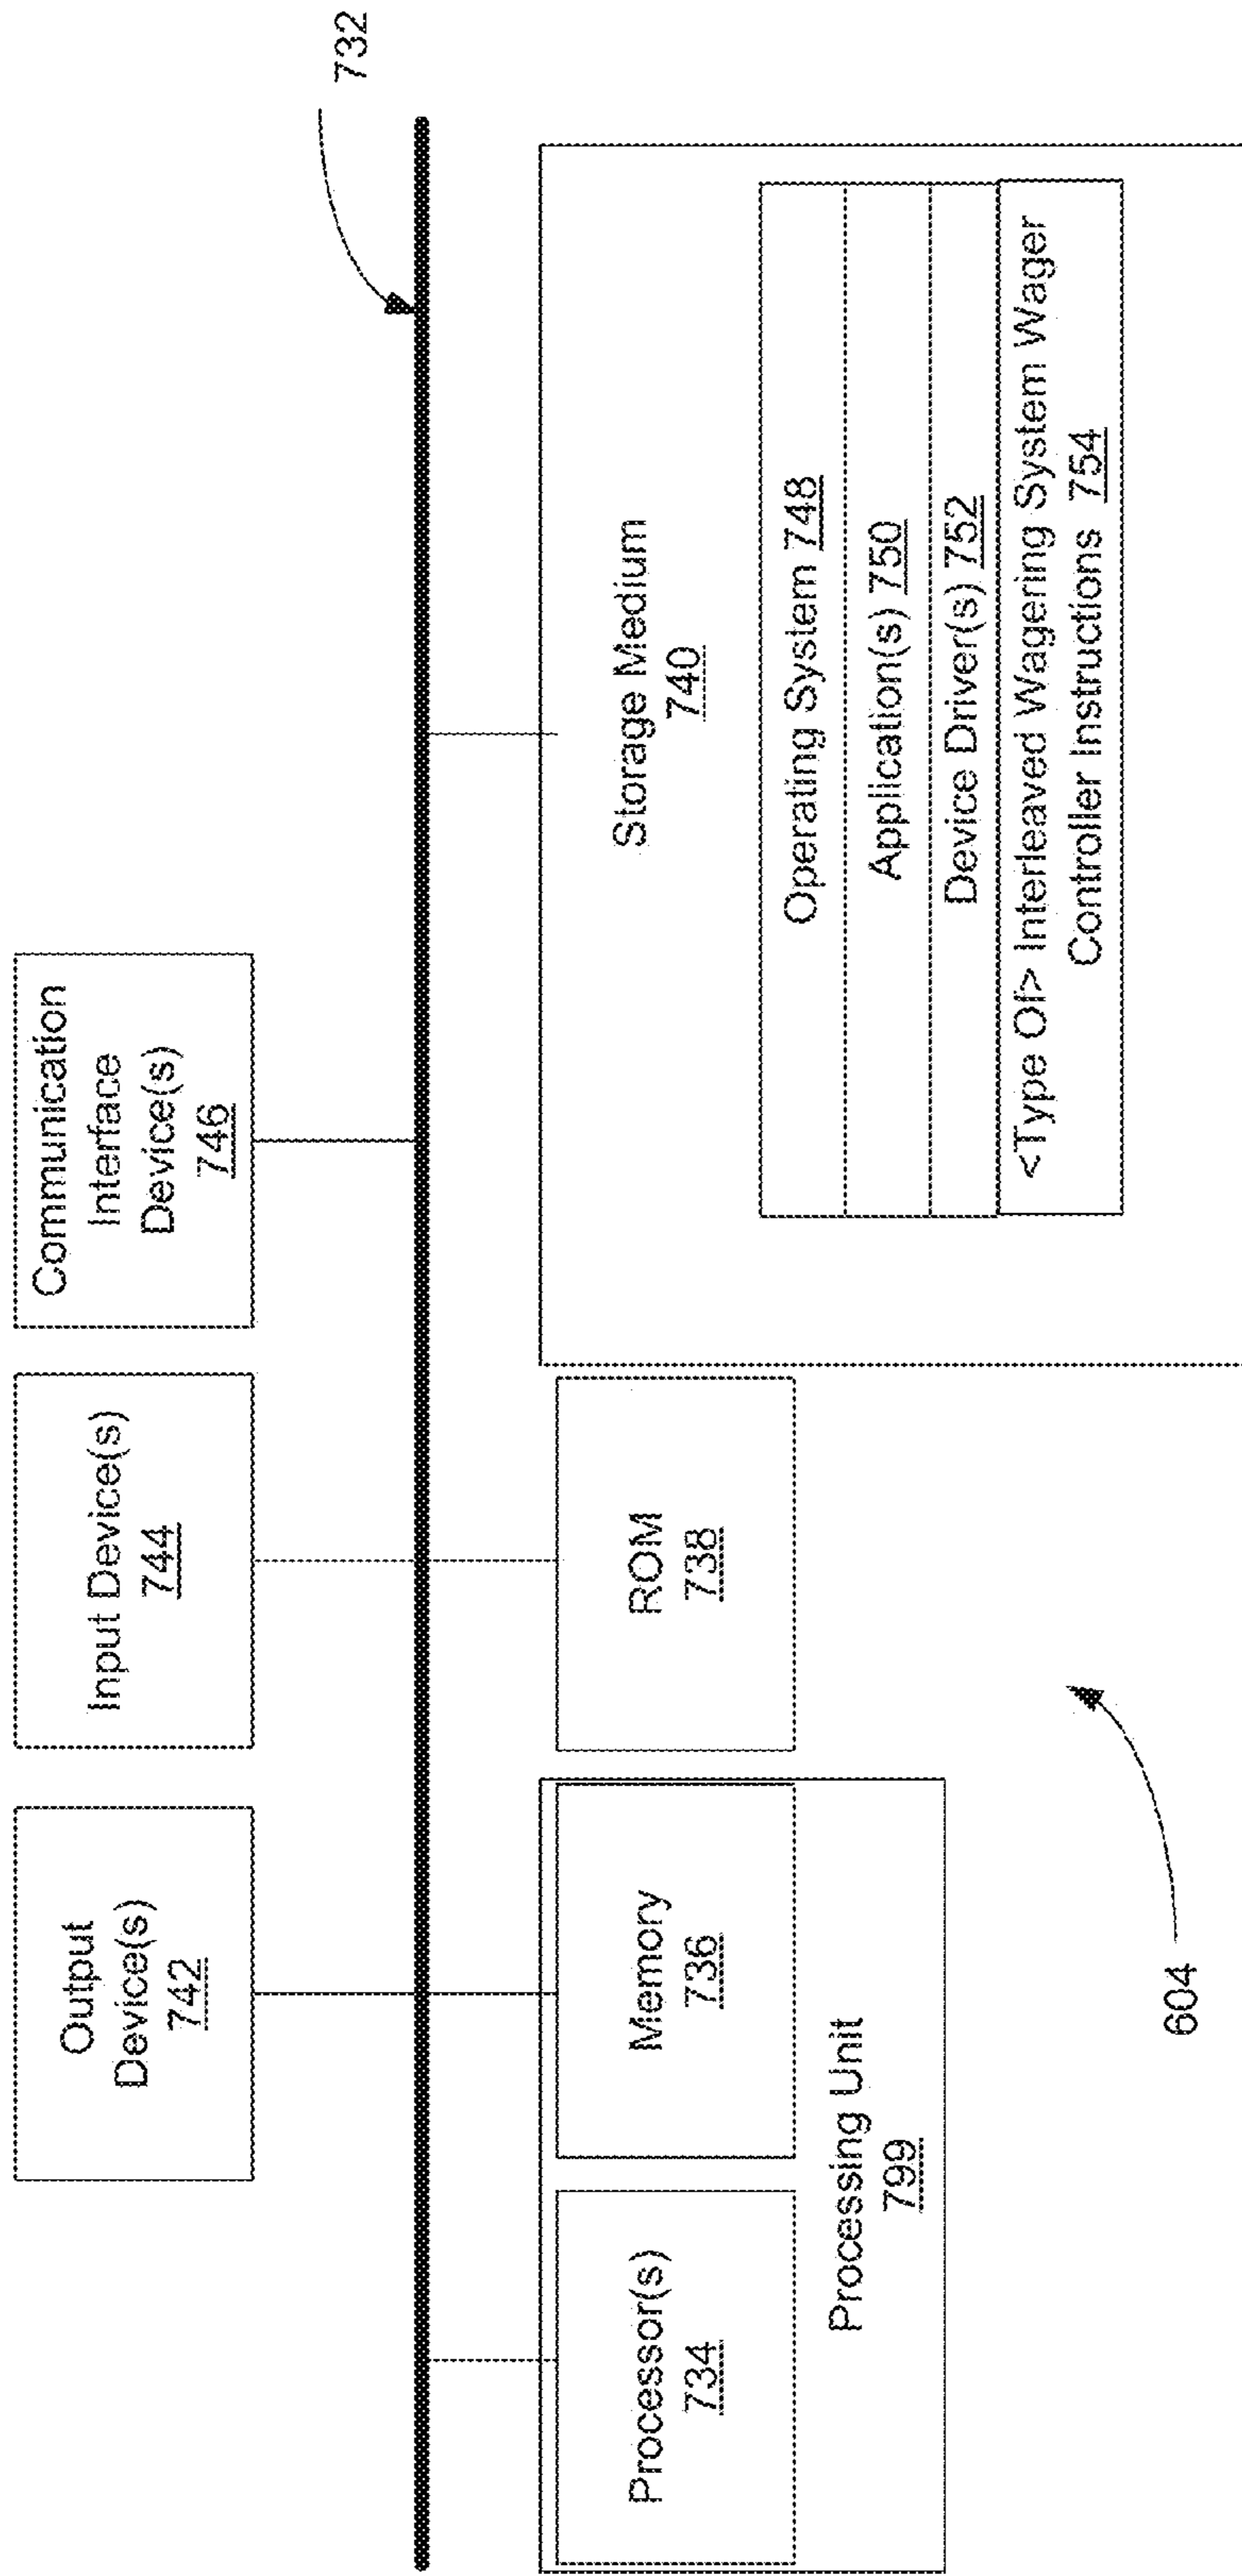 732
Output
Device(s)
742
Input Device(s)
744
Communication
Interface
Device(s)
746
Processor(s)
734
Memory
736
Processing Unit
799
ROM
738
Storage Medium
740
Operating System 748
Application(s) 750
Device Driver(s) 752
<Type Of> Interleaved Wagering System Wager
Controller Instructions 754
604